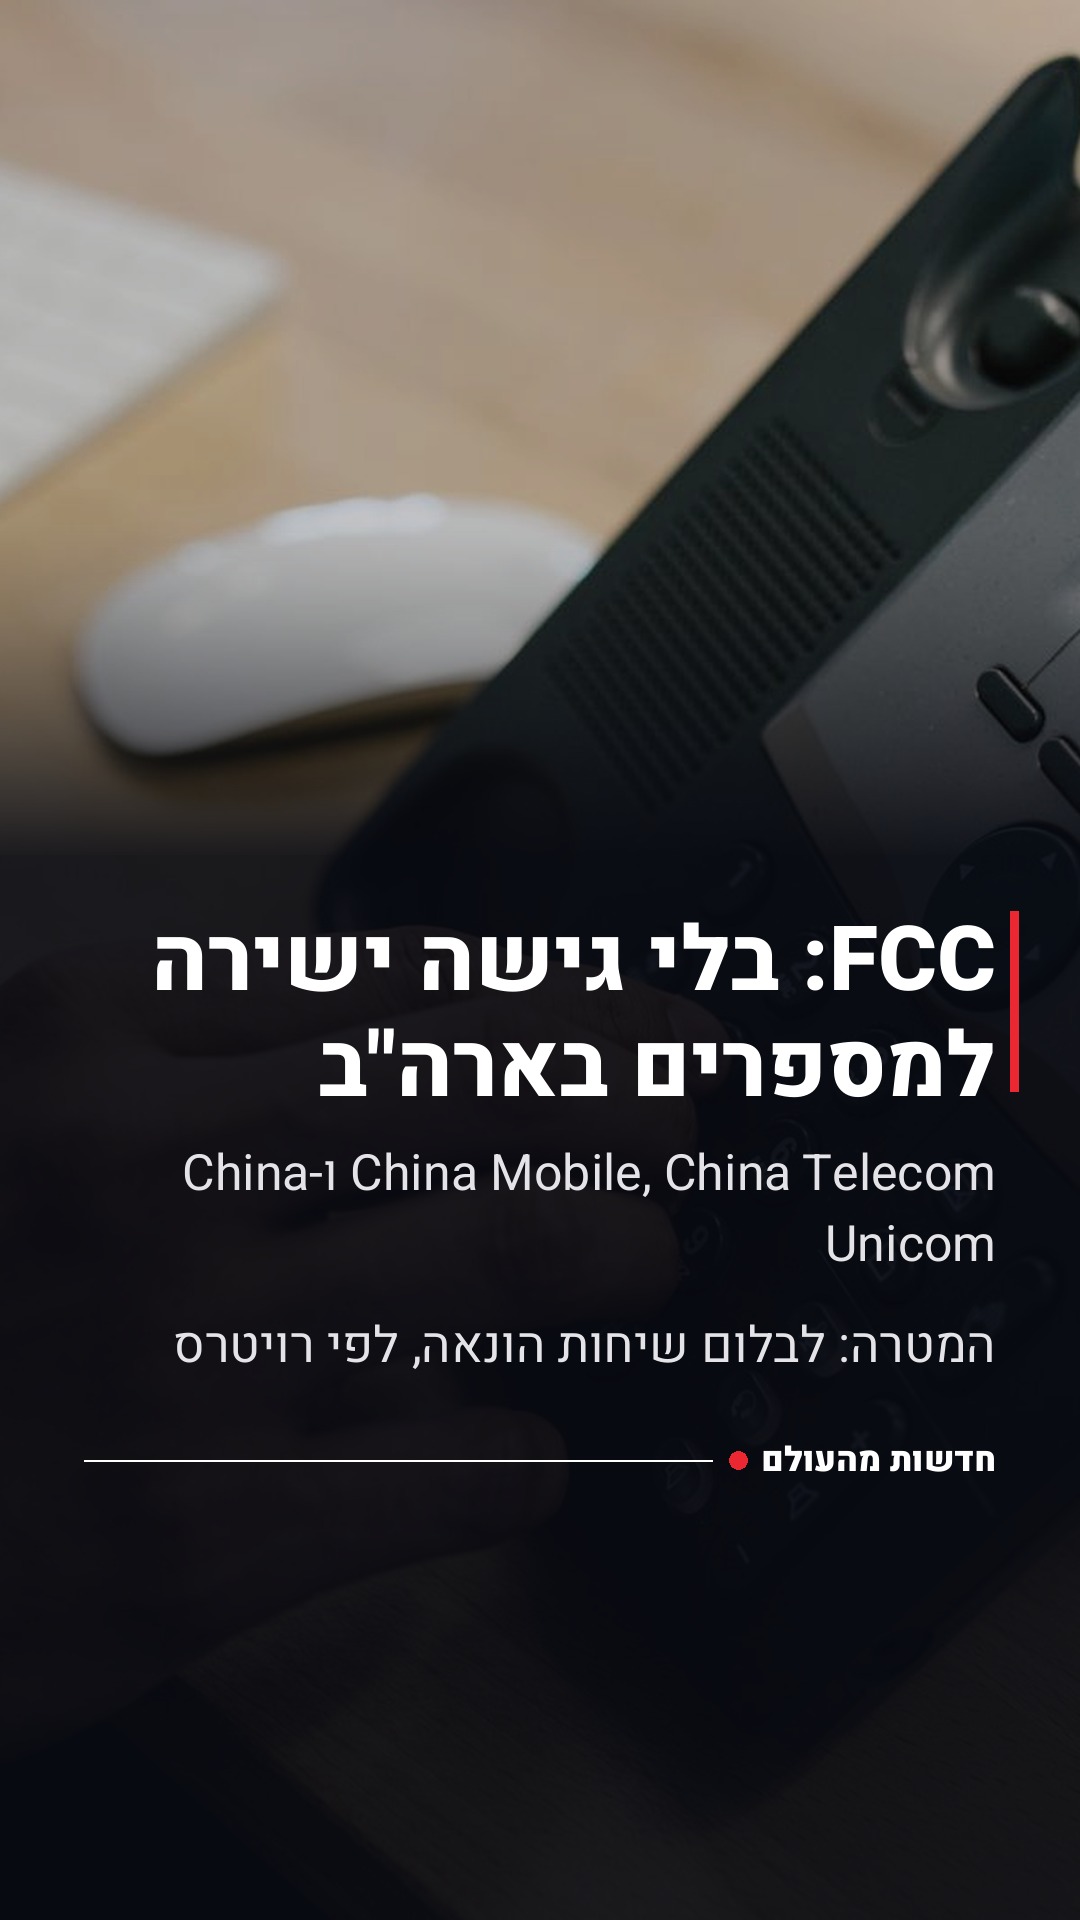 FCC: בלי גישה ישירה
למספרים בארה"ב
China Mobile, China Telecom ו-China
Unicom
המטרה: לבלום שיחות הונאה, לפי רויטרס
חדשות מהעולם